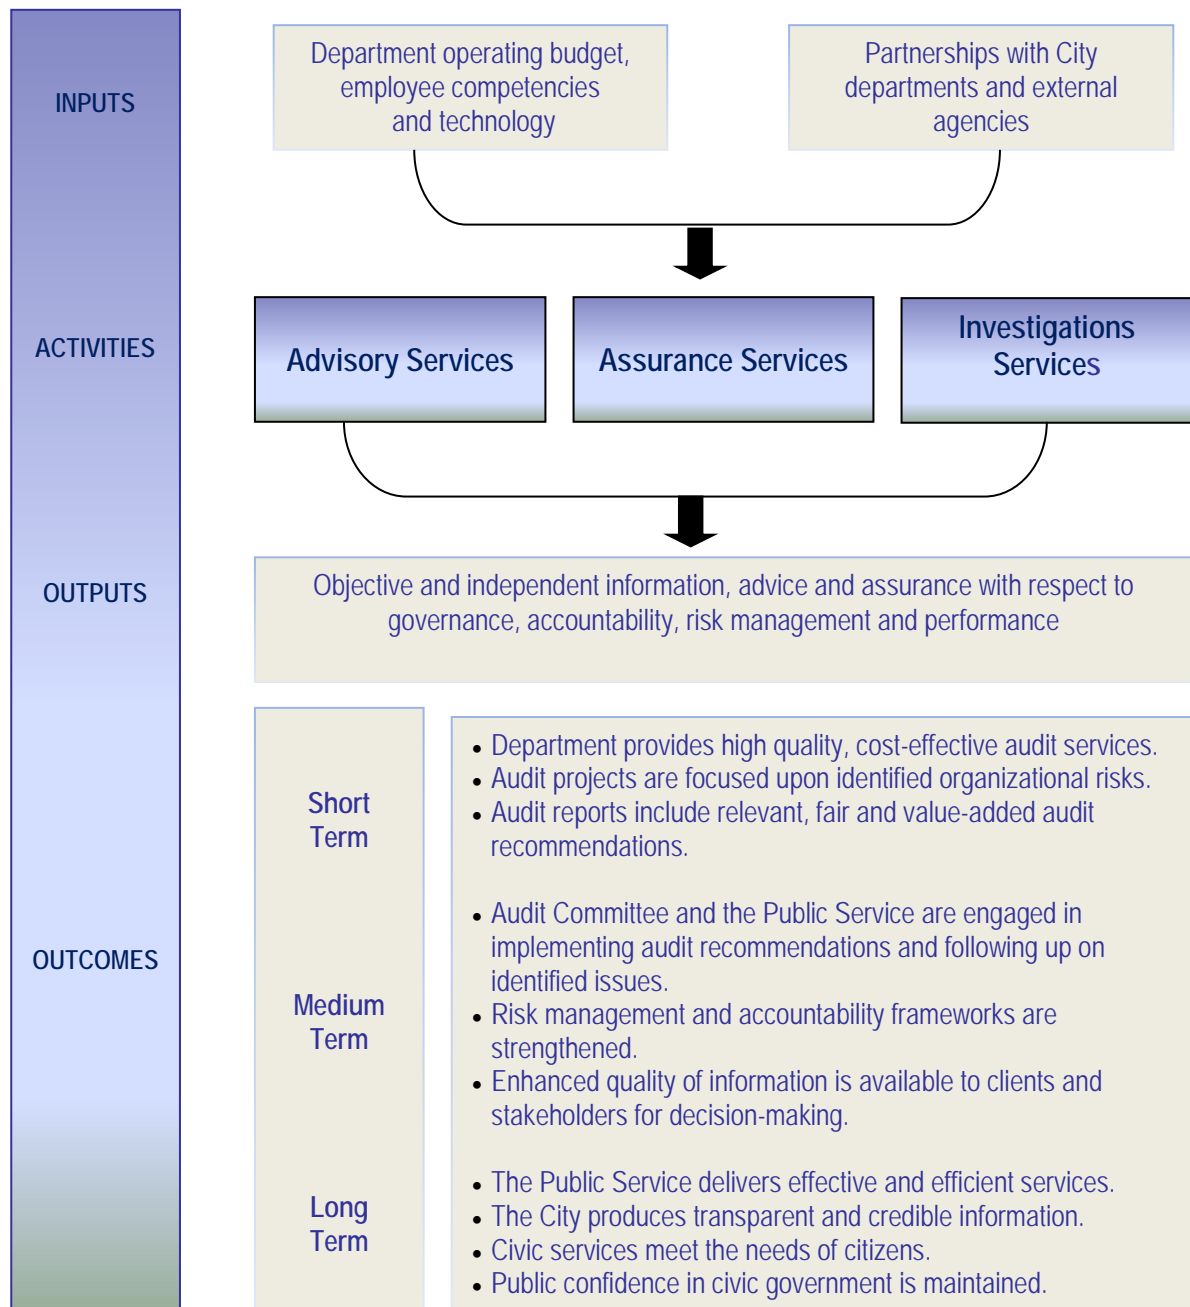 INPUTS
Department operating budget,
employee competencies
and technology
Partnerships with City
departments and external
agencies
ACTIVITIES
Advisory Services
Assurance Services
Investigations
Services
OUTPUTS
Objective and independent information, advice and assurance with respect to
governance, accountability, risk management and performance
OUTCOMES
Short
Term
• Department provides high quality, cost-effective audit services.
• Audit projects are focused upon identified organizational risks.
• Audit reports include relevant, fair and value-added audit
recommendations.
Medium
Term
• Audit Committee and the Public Service are engaged in
implementing audit recommendations and following up on
identified issues.
• Risk management and accountability frameworks are
strengthened.
• Enhanced quality of information is available to clients and
stakeholders for decision-making.
Long
Term
• The Public Service delivers effective and efficient services.
• The City produces transparent and credible information.
• Civic services meet the needs of citizens.
• Public confidence in civic government is maintained.